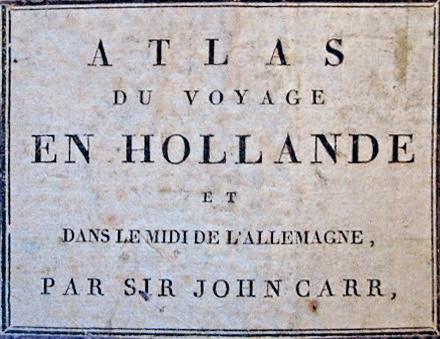 ATLAS
DU VOYAGE
EN HOLLANDE
ET
DANS LE MIDI DE L'ALLEMAGNE,
PAR SIR JOHN CARR,